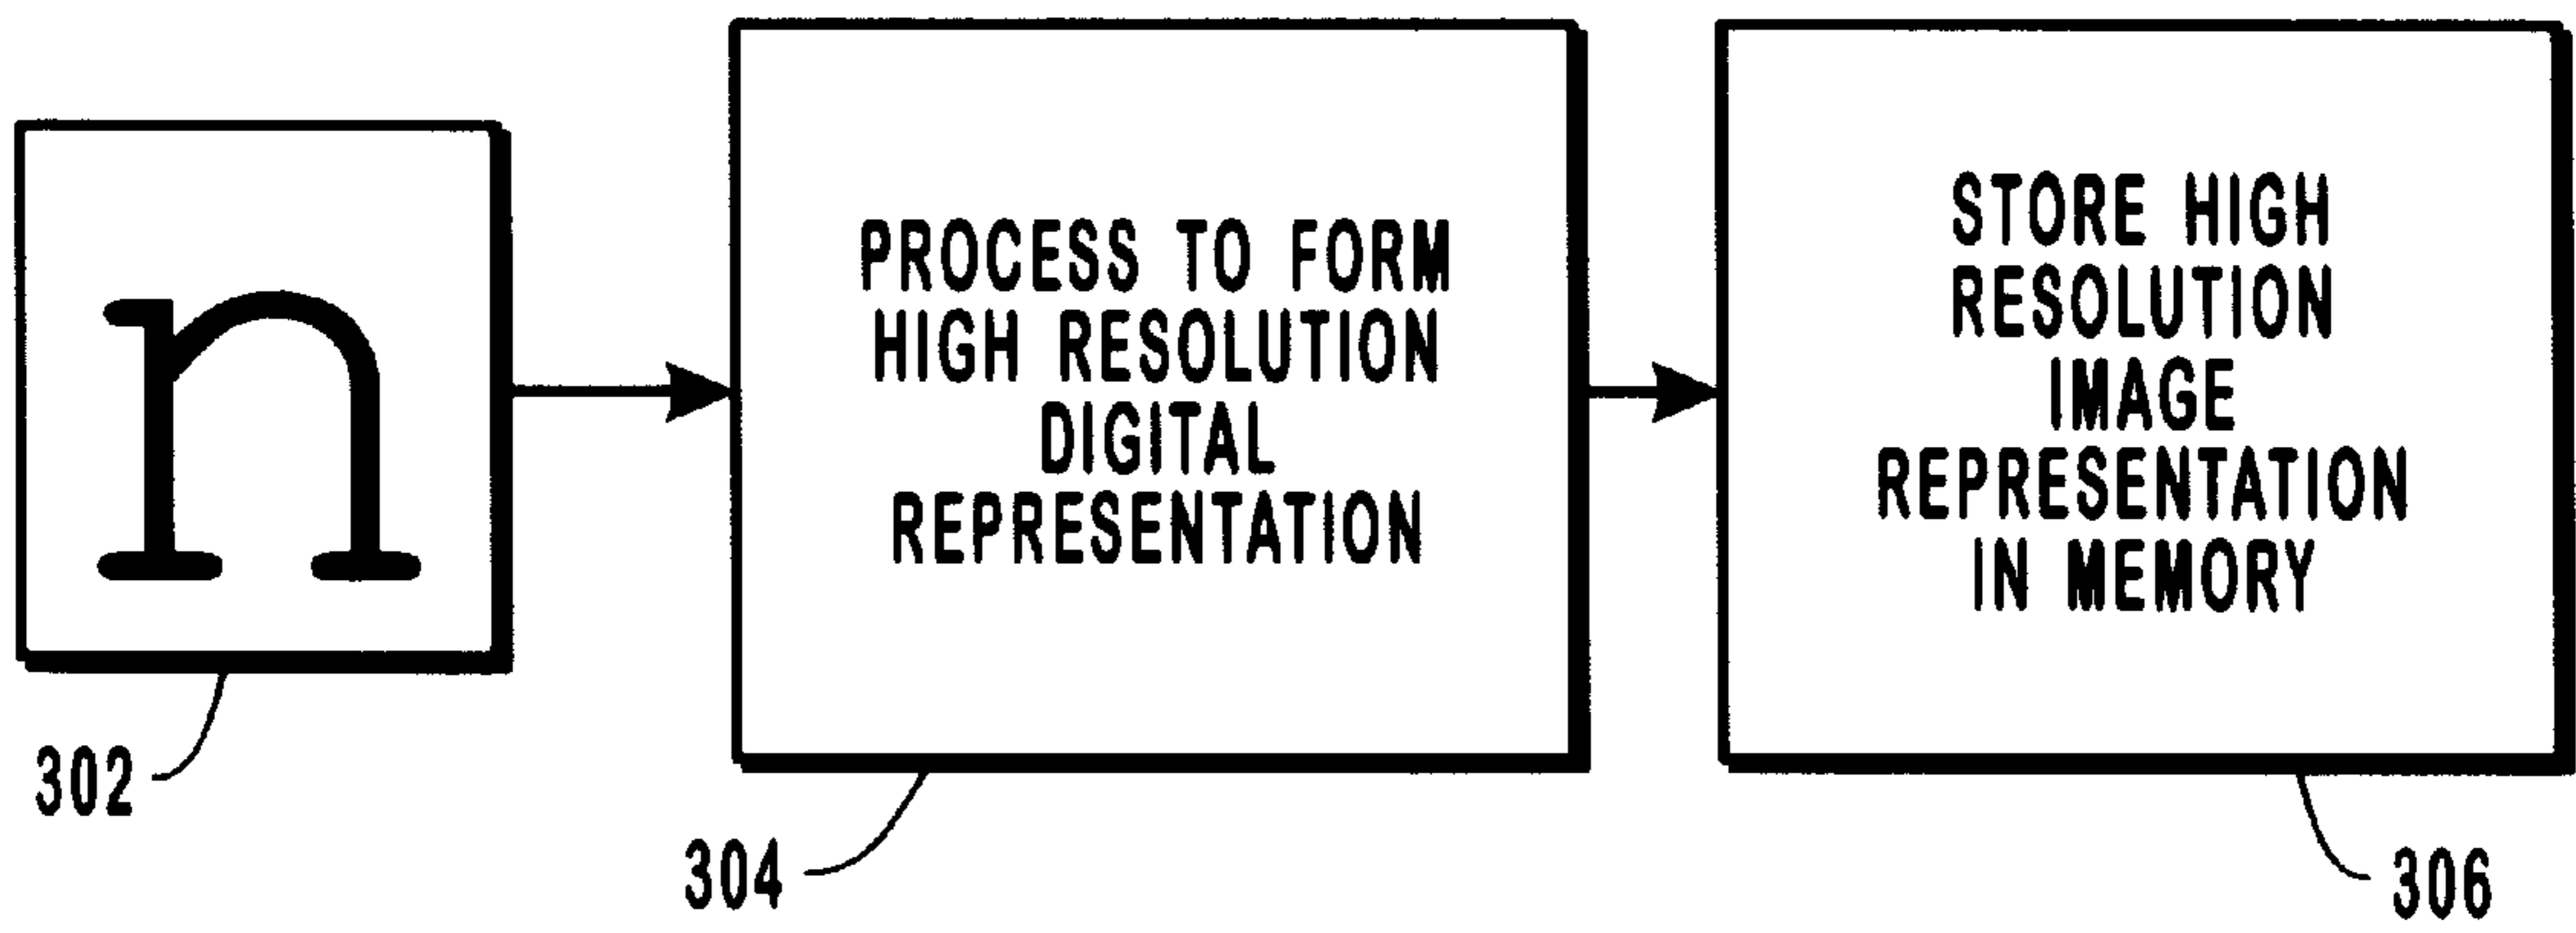 n
PROCESS TO FORM
HIGH RESOLUTION
DIGITAL
REPRESENTATION
STORE HIGH
RESOLUTION
IMAGE
REPRESENTATION
IN MEMORY
302
304
306